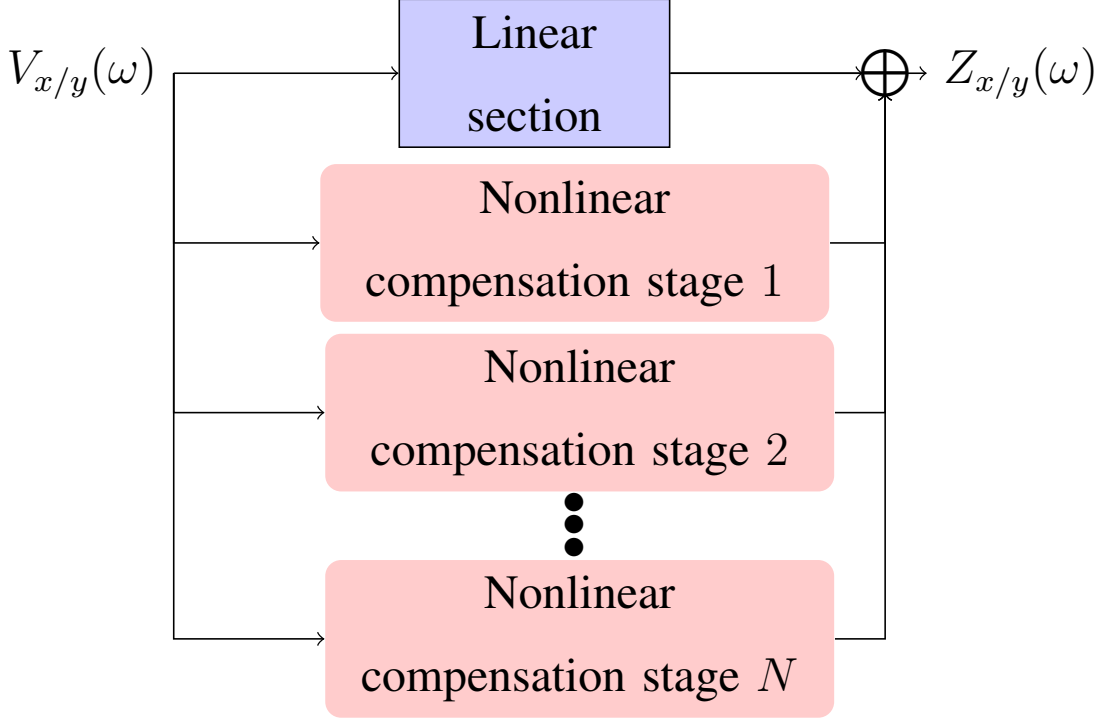 V_{x/y}(ω)
Linear
section
Z_{x/y}(ω)
Nonlinear
compensation stage 1
Nonlinear
compensation stage 2
Nonlinear
compensation stage N